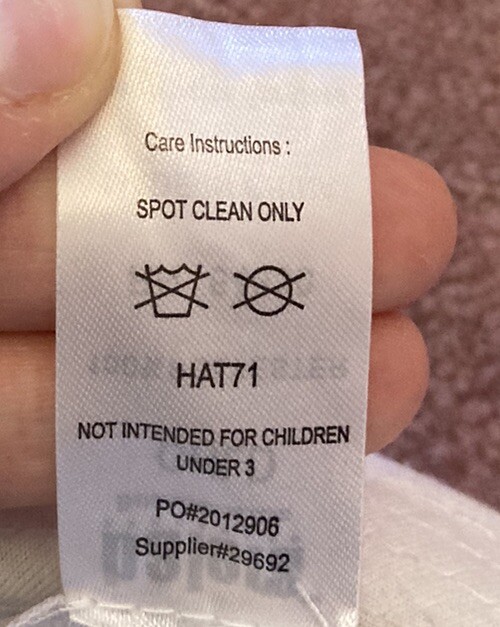 Care Instructions :
SPOT CLEAN ONLY
HAT71
NOT INTENDED FOR CHILDREN
UNDER 3
PO#2012906
Supplier#29692